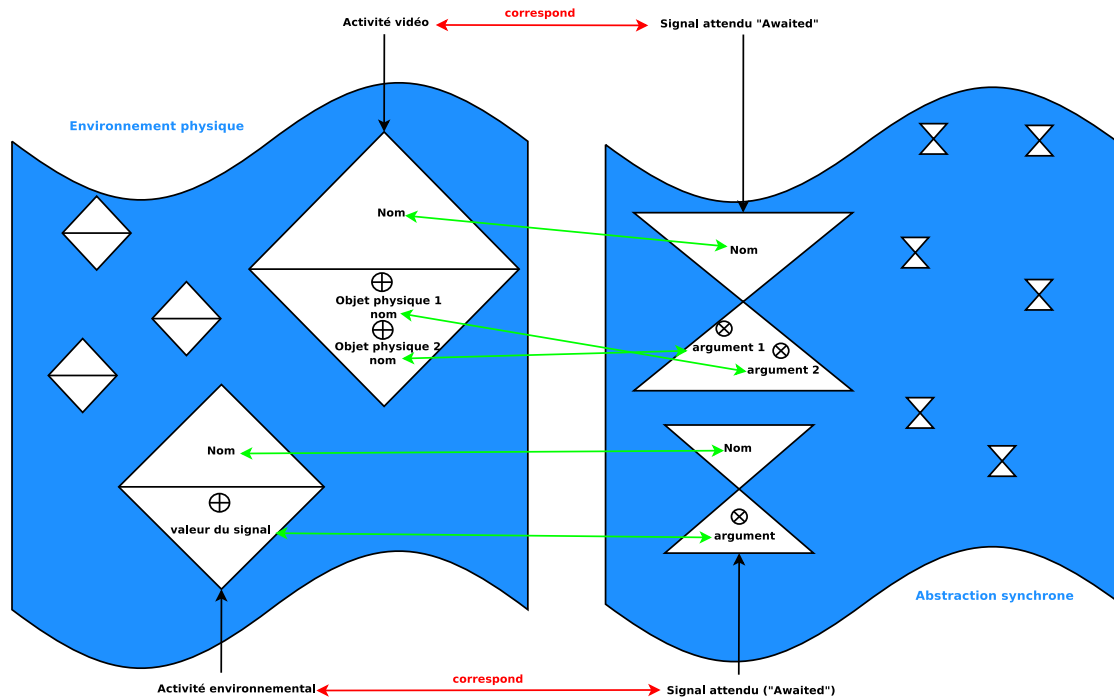 Activité vidéo
correspond
Signal attendu "Awaited"
Environnement physique
Nom
Objet physique 1
nom
Objet physique 2
nom
Nom
valeur du signal
Nom
argument 1
argument 2
Nom
argument
Abstraction synchrone
Activité environnemental
correspond
Signal attendu ("Awaited")